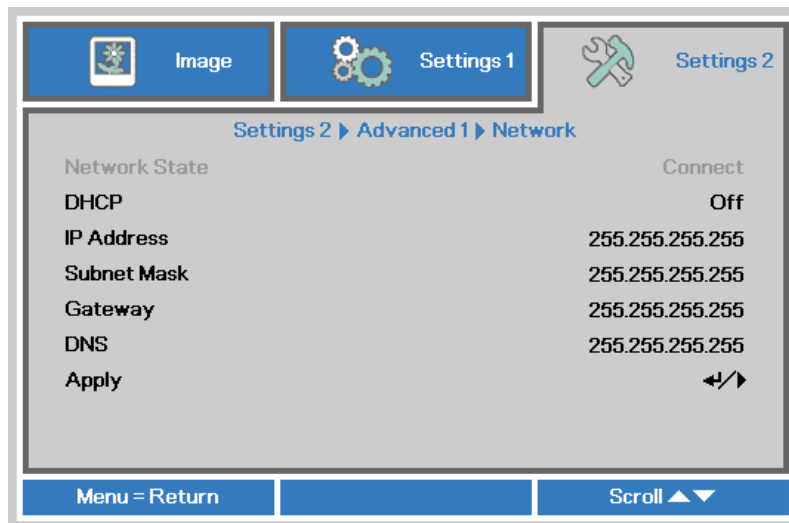 Image Settings 1 Settings 2
Settings 2 ▶ Advanced 1 ▶ Network
Network State Connect
DHCP Off
IP Address 255.255.255.255
Subnet Mask 255.255.255.255
Gateway 255.255.255.255
DNS 255.255.255.255
Apply ↵/▶
Menu = Return Scroll ▲▼